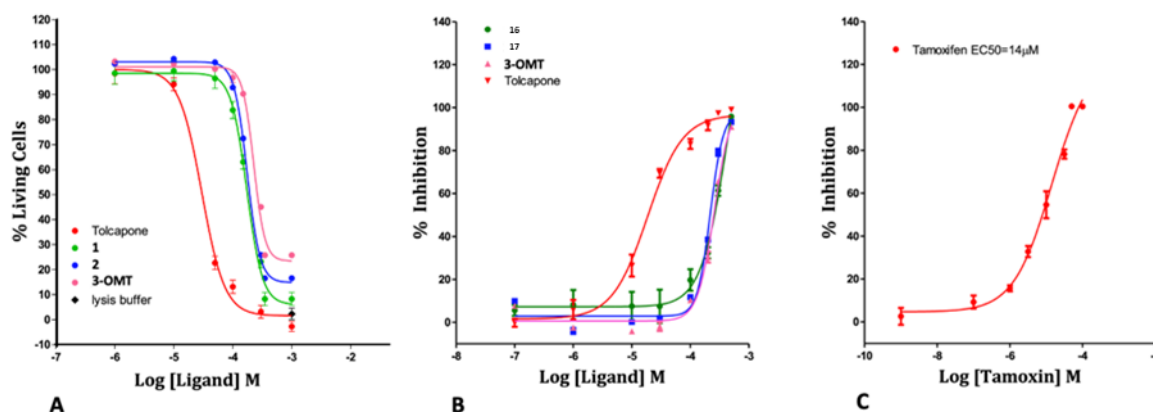 120
110
100
90
80
70
60
50
40
30
20
10
0
-10
% Living Cells
Tolcapone
1
2
3-OMT
lysis buffer
-7 -6 -5 -4 -3 -2
Log [Ligand] M
A
140
120
100
80
60
40
20
0
% Inhibition
16
17
3-OMT
Tolcapone
-8 -7 -6 -5 -4 -3
Log [Ligand] M
B
140
120
100
80
60
40
20
0
% Inhibition
Tamoxifen EC50=14μM
-10 -8 -6 -4
Log [Tamoxin] M
C